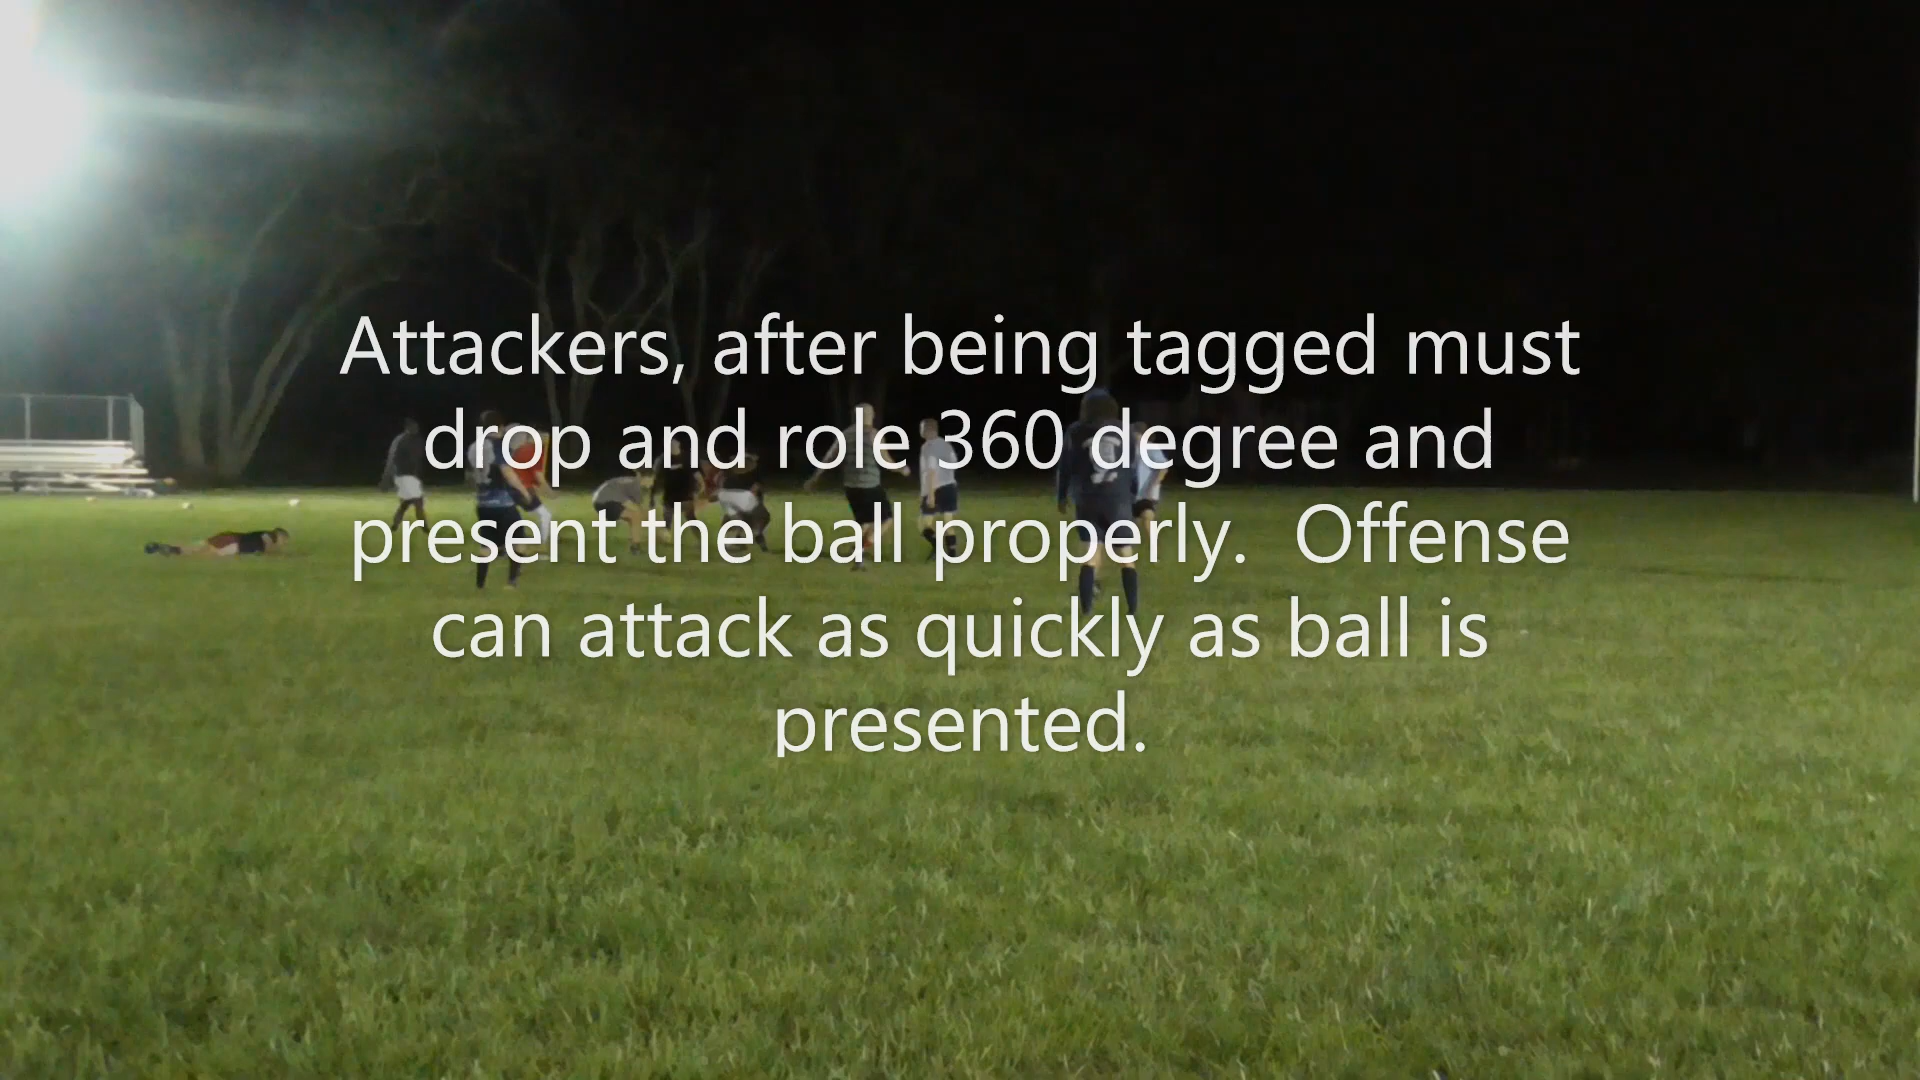 Attackers, after being tagged must
drop and role 360 degree and
present the ball properly.  Offense
can attack as quickly as ball is
presented.